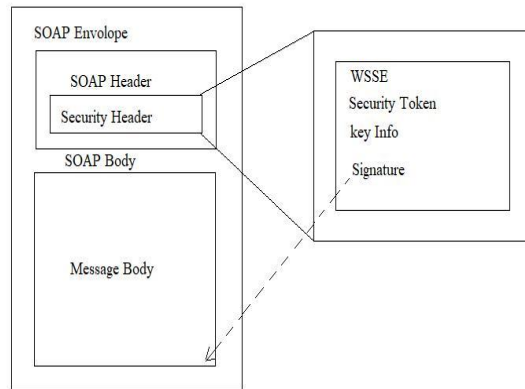 SOAP Envolope
SOAP Header
Security Header
SOAP Body
Message Body
WSSE
Security Token
key Info
Signature